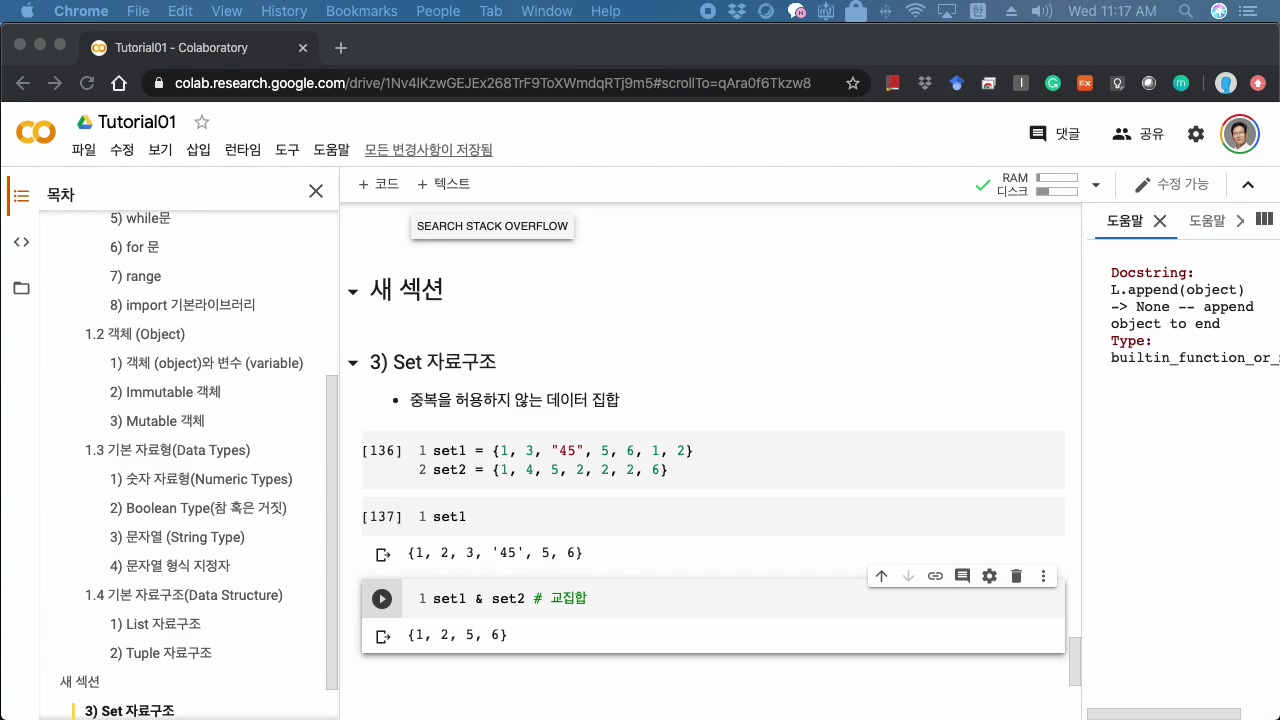 Chrome File Edit View History Bookmarks People Tab Window Help Wed 11:17 AM
Tutorial01 - Colaboratory
colab.research.google.com/drive/1Nv4lKzwGEJEx268TrF9ToXWmdqRTj9m5#scrollTo=qAra0f6Tkzw8
Tutorial01
댓글 공유
파일 수정 보기 삽입 런타임 도구 도움말 모든 변경사항이 저장됨
목차
+ 코드 + 텍스트
RAM
디스크
수정 가능
5) while문
6) for 문
7) range
8) import 기본라이브러리
1.2 객체 (Object)
1) 객체 (object)와 변수 (variable)
2) Immutable 객체
3) Mutable 객체
1.3 기본 자료형(Data Types)
1) 숫자 자료형(Numeric Types)
2) Boolean Type(참 혹은 거짓)
3) 문자열 (String Type)
4) 문자열 형식 지정자
1.4 기본 자료구조(Data Structure)
1) List 자료구조
2) Tuple 자료구조
새 섹션
3) Set 자료구조
SEARCH STACK OVERFLOW
새 섹션
3) Set 자료구조
• 중복을 허용하지 않는 데이터 집합
[136] 1 set1 = {1, 3, "45", 5, 6, 1, 2}
2 set2 = {1, 4, 5, 2, 2, 2, 6}
[137] 1 set1
{1, 2, 3, '45', 5, 6}
1 set1 & set2 # 교집합
{1, 2, 5, 6}
도움말 도움말
Docstring:
L.append(object)
-> None -- append
object to end
Type:
builtin_function_or_